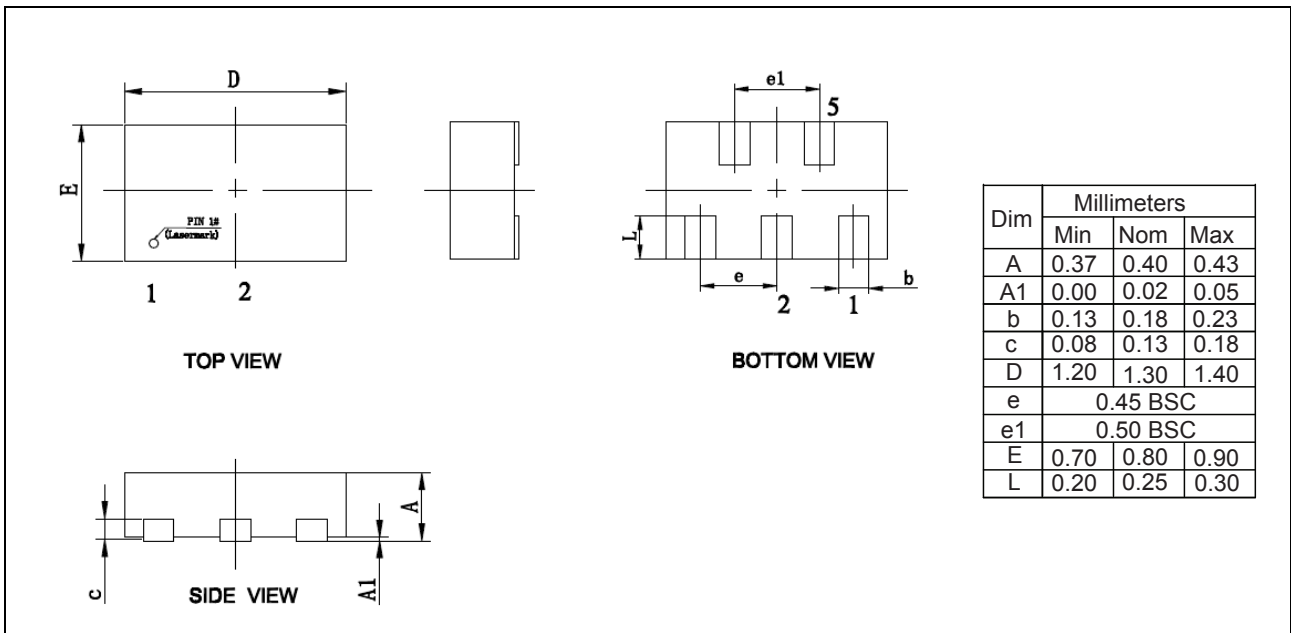 D
E
PIN 1#
(Lasermark)
1 2
TOP VIEW
e1
5
L
e
b
2 1
BOTTOM VIEW
A
c
A1
SIDE VIEW
Dim Millimeters
Min Nom Max
A 0.37 0.40 0.43
A1 0.00 0.02 0.05
b 0.13 0.18 0.23
c 0.08 0.13 0.18
D 1.20 1.30 1.40
e 0.45 BSC
e1 0.50 BSC
E 0.70 0.80 0.90
L 0.20 0.25 0.30